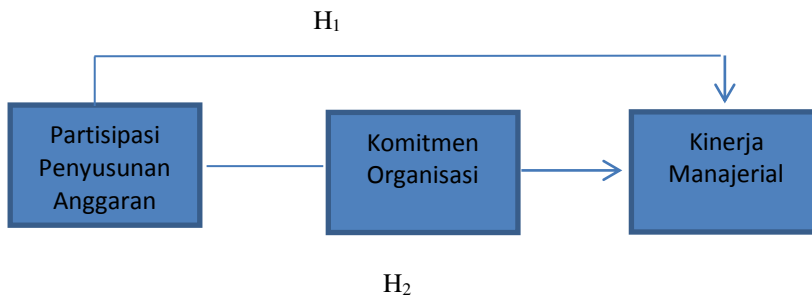 H₁
Partisipasi
Penyusunan
Anggaran
Komitmen
Organisasi
Kinerja
Manajerial
H₂